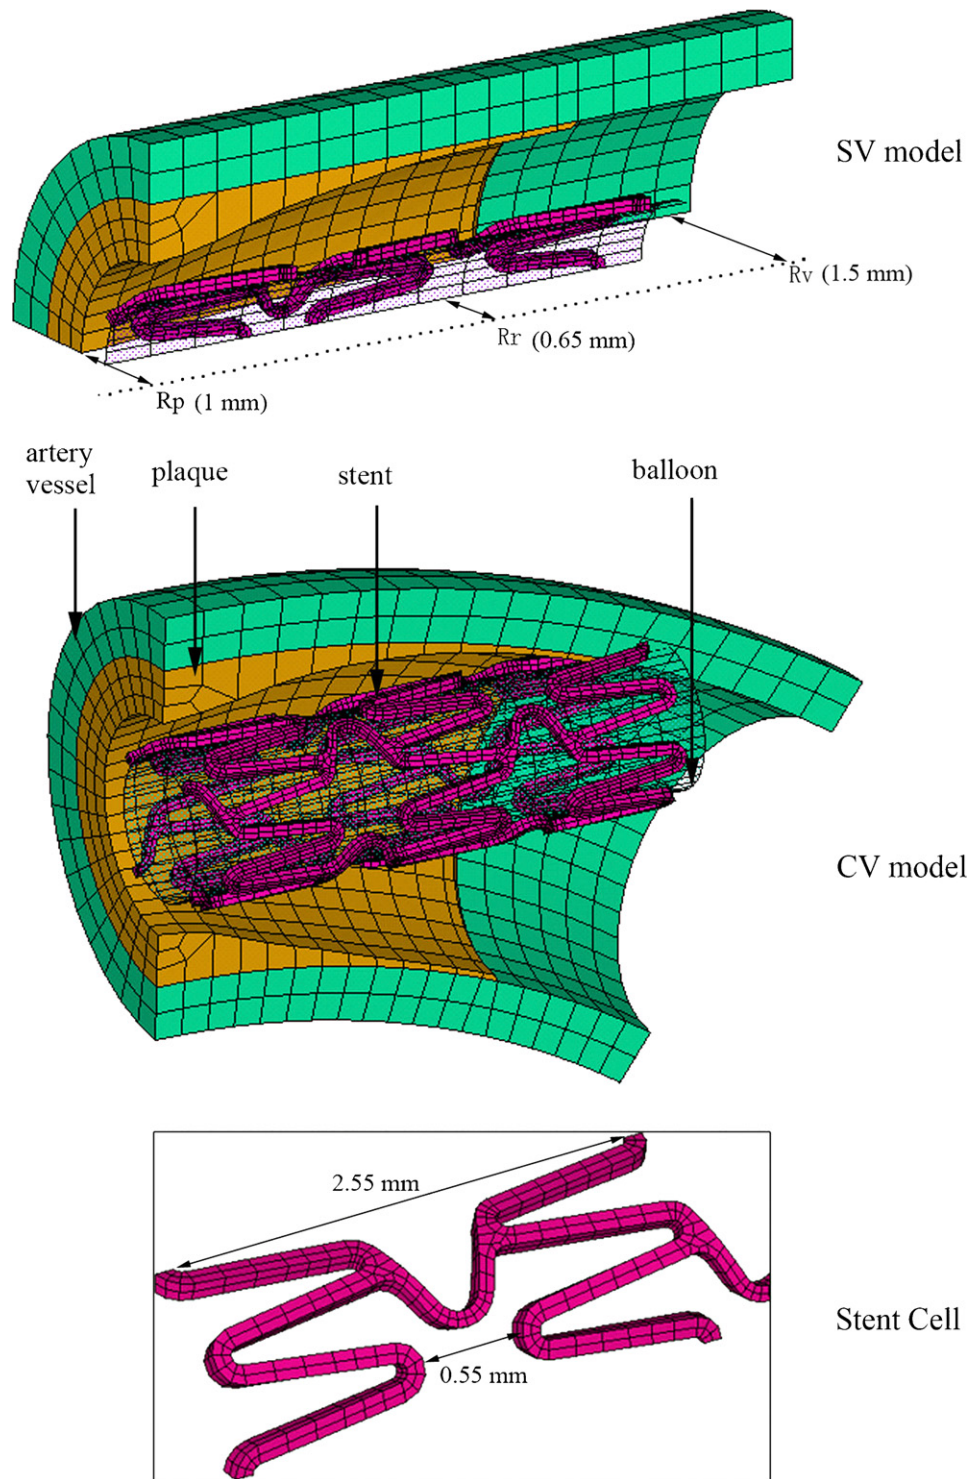 SV model
Rv (1.5 mm)
Rr (0.65 mm)
Rp (1 mm)
artery
vessel
plaque
stent
balloon
CV model
2.55 mm
Stent Cell
0.55 mm